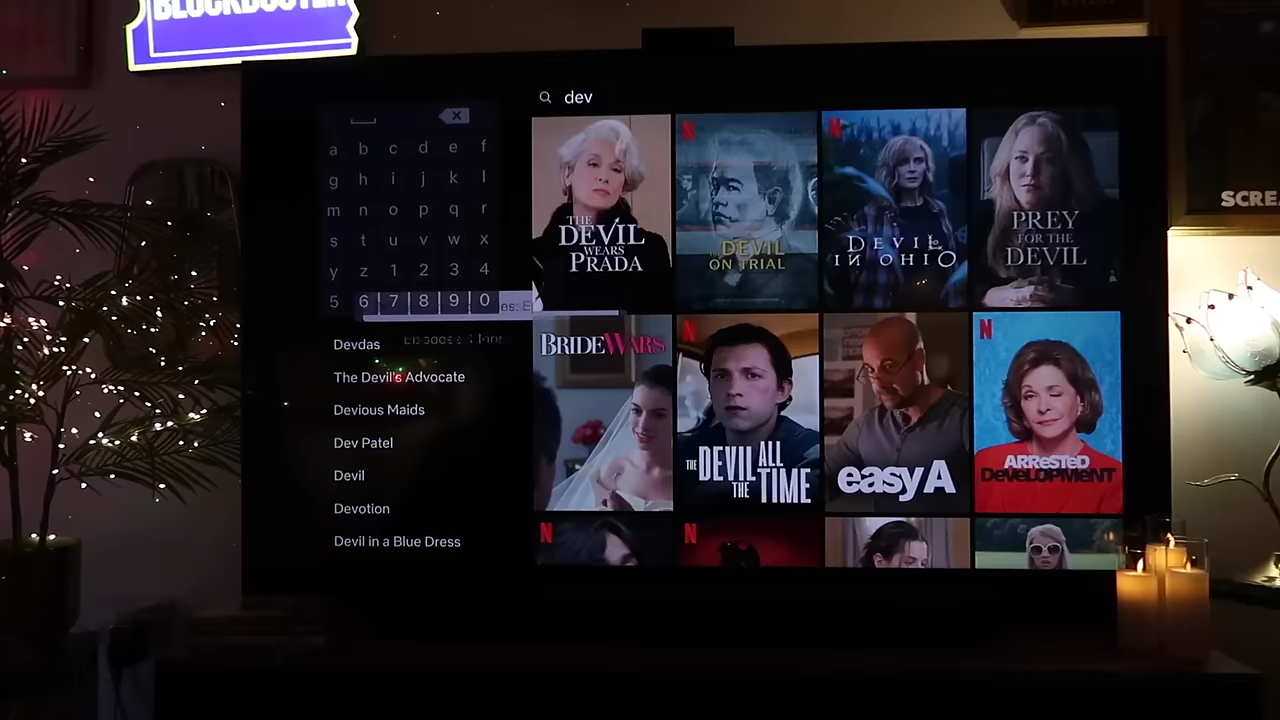 BLOCKBUSTER
dev
a b c d e f
g h i j k l
m n o p q r
s t u v w x
y z 1 2 3 4
5 6 7 8 9 0
es: E
Devdas
The Devil's Advocate
Devious Maids
Dev Patel
Devil
Devotion
Devil in a Blue Dress
THE
DEVIL
WEARS
PRADA
N
DEVIL
ON TRIAL
N
DEVIL
IN OHIO
PREY
FOR THE
DEVIL
BRIDE WARS
N
THE DEVIL ALL
THE TIME
easy A
N
ARReSTeD
DeVeLOPMeNT
N
N
SCRE